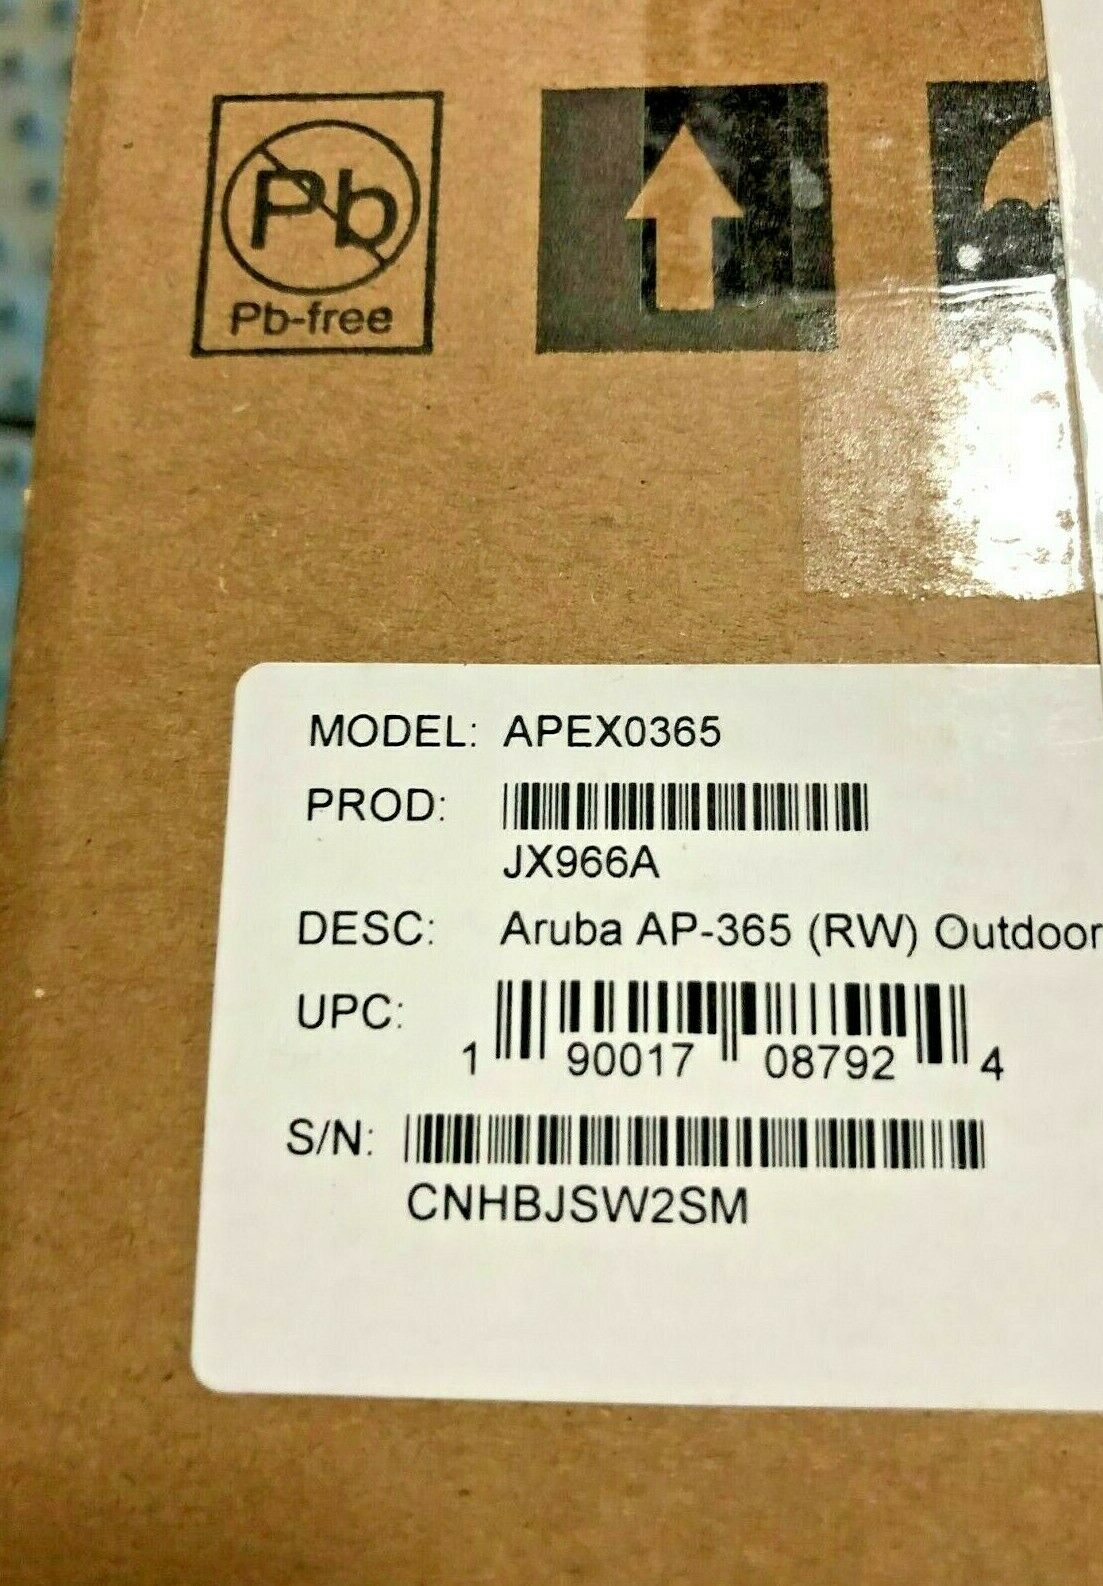 Pb
Pb-free
MODEL: APEX0365
PROD:
JX966A
DESC: Aruba AP-365 (RW) Outdoor
UPC:
1 90017 08792 4
S/N:
CNHBJSW2SM